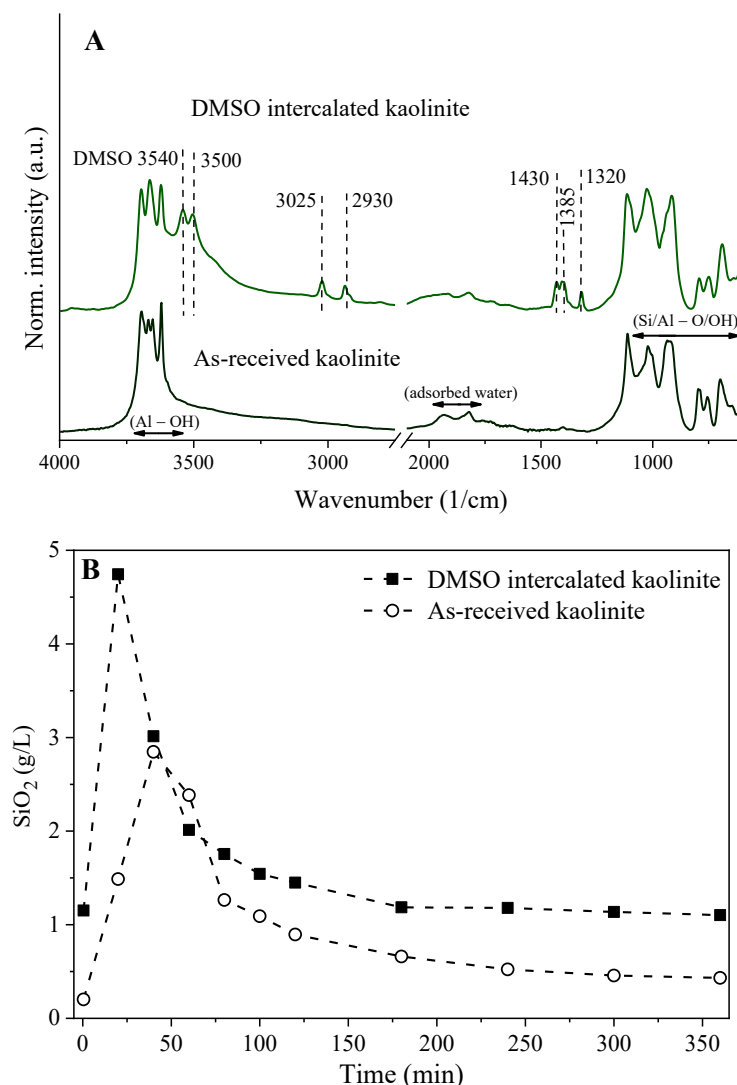 A
DMSO intercalated kaolinite
DMSO 3540
3500
3025
2930
1430
1385
1320
(Si/Al – O/OH)
As-received kaolinite
(adsorbed water)
(Al – OH)
Norm. intensity (a.u.)
4000 3500 3000 2000 1500 1000
Wavenumber (1/cm)
B
DMSO intercalated kaolinite
As-received kaolinite
SiO₂ (g/L)
5
4
3
2
1
0
0 50 100 150 200 250 300 350
Time (min)